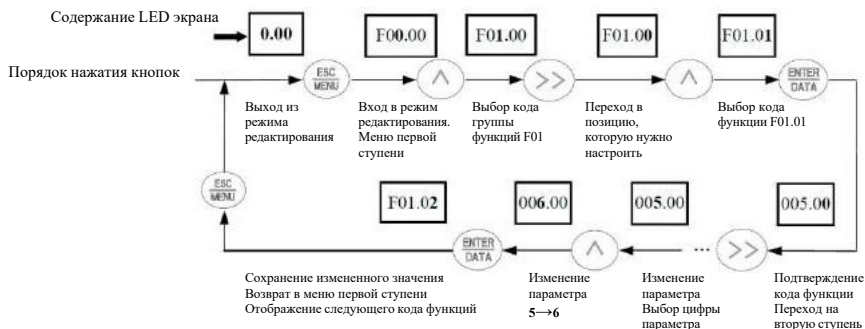 Содержание LED экрана
0.00
F00.00
F01.00
F01.00
F01.01
Порядок нажатия кнопок
ESC
MENU
>>
ENTER
DATA
Выход из
режима
редактирования
Вход в режим
редактирования.
Меню первой
ступени
Выбор кода
группы
функций F01
Переход в
позицию,
которую нужно
настроить
Выбор кода
функции F01.01
ESC
MENU
F01.02
006.00
005.00
005.00
ENTER
DATA
...
>>
Сохранение измененного значения
Возврат в меню первой ступени
Отображение следующего кода функций
Изменение
параметра
5→6
Изменение
параметра
Выбор цифры
параметра
Подтверждение
кода функции
Переход на
вторую ступень